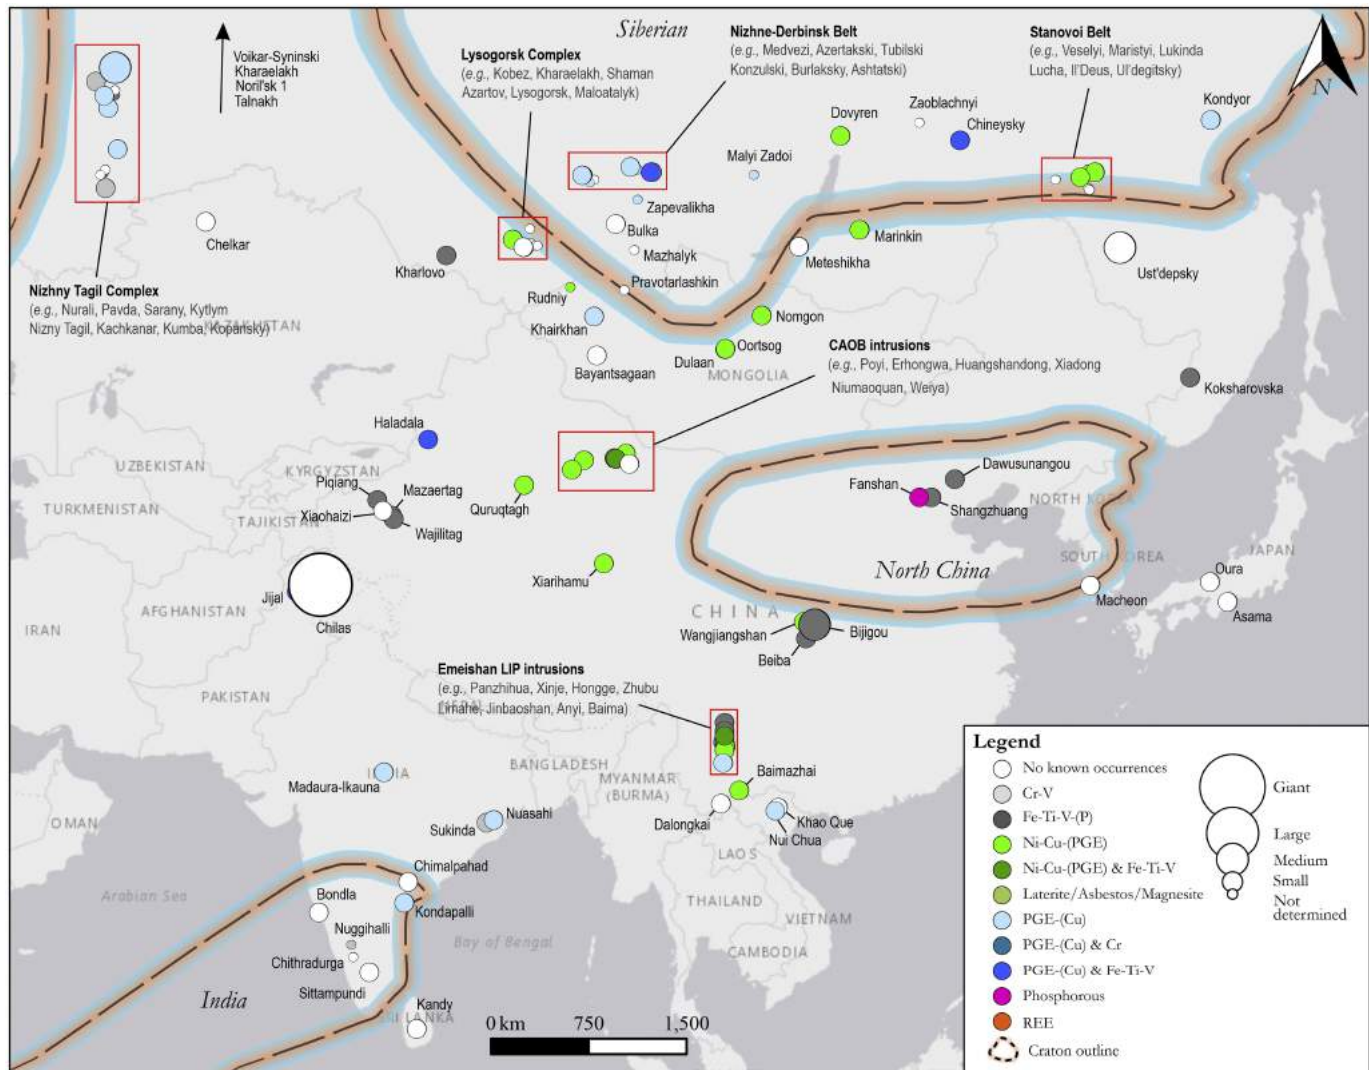 Siberian
Voikar-Syninski
Kharaelakh
Noril'sk 1
Talnakh
Lysogorsk Complex
(e.g., Kobez, Kharaelakh, Shaman
Azartov, Lysogorsk, Maloatalyk)
Nizhne-Derbinsk Belt
(e.g., Medvezi, Azertakski, Tubilski
Konzulski, Burlaksky, Ashtatski)
Stanovoi Belt
(e.g., Veselyi, Maristyi, Lukinda
Lucha, Il'Deus, Ul'degitsky)
N
Zaoblachnyi
Kondyor
Dovyren
Chineysky
Malyi Zadoi
Zapevalikha
Chelkar
Bulka
Marinkin
Kharlovo
Mazhalyk
Meteshikha
Ust'depsky
Nizhny Tagil Complex
(e.g., Nurali, Pavda, Sarany, Kytlym
Nizny Tagil, Kachkanar, Kumba, Kopansky)
KAZAKHSTAN
Pravotarlashkin
Rudniy
Khairkhan
Nomgon
Oortsog
Dulaan
Bayantsagaan
MONGOLIA
CAOB intrusions
(e.g., Poyi, Erhongwa, Huangshandong, Xiadong
Niumaoquan, Weiya)
Koksharovska
Haladala
UZBEKISTAN
KYRGYZSTAN
Dawusunangou
Piqiang
Mazaertag
Fanshan
NORTH KOREA
TURKMENISTAN
Xiaohaizi
Quruqtagh
Shangzhuang
TAJIKISTAN
Wajilitag
SOUTH KOREA
JAPAN
Xiarihamu
North China
Oura
Jijal
Macheon
AFGHANISTAN
Chilas
CHINA
Asama
IRAN
Wangjiangshan
Bijigou
Beiba
Emeishan LIP intrusions
(e.g., Panzhihua, Xinje, Hongge, Zhubu
Limahe, Jinbaoshan, Anyi, Baima)
PAKISTAN
BANGLADESH
Baimazhai
INDIA
Madaura-Ikauna
MYANMAR
(BURMA)
OMAN
Nuasahi
Dalongkai
Khao Que
Sukinda
Nui Chua
LAOS
Chimalpahad
Arabian Sea
Bondla
THAILAND
Kondapalli
VIETNAM
Nuggihalli
Bay of Bengal
CAMBODIA
Chithradurga
Sittampundi
India
Kandy
SRI LANKA
0 km 750 1,500
Legend
No known occurrences
Cr-V
Fe-Ti-V-(P)
Ni-Cu-(PGE)
Ni-Cu-(PGE) & Fe-Ti-V
Laterite/Asbestos/Magnesite
PGE-(Cu)
PGE-(Cu) & Cr
PGE-(Cu) & Fe-Ti-V
Phosphorous
REE
Craton outline
Giant
Large
Medium
Small
Not
determined